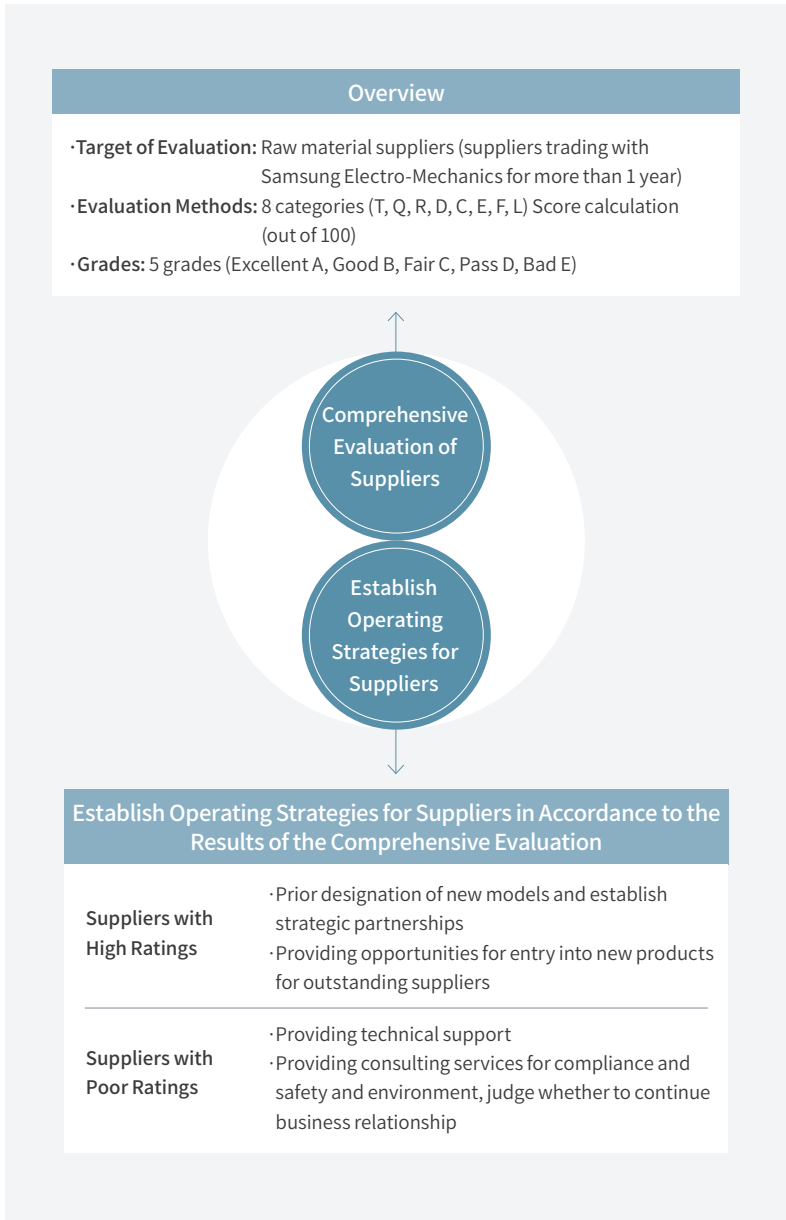 Overview
·Target of Evaluation: Raw material suppliers (suppliers trading with
Samsung Electro-Mechanics for more than 1 year)
·Evaluation Methods: 8 categories (T, Q, R, D, C, E, F, L) Score calculation
(out of 100)
·Grades: 5 grades (Excellent A, Good B, Fair C, Pass D, Bad E)
Comprehensive
Evaluation of
Suppliers
Establish
Operating
Strategies for
Suppliers
Establish Operating Strategies for Suppliers in Accordance to the
Results of the Comprehensive Evaluation
Suppliers with
High Ratings
·Prior designation of new models and establish
strategic partnerships
·Providing opportunities for entry into new products
for outstanding suppliers
Suppliers with
Poor Ratings
·Providing technical support
·Providing consulting services for compliance and
safety and environment, judge whether to continue
business relationship